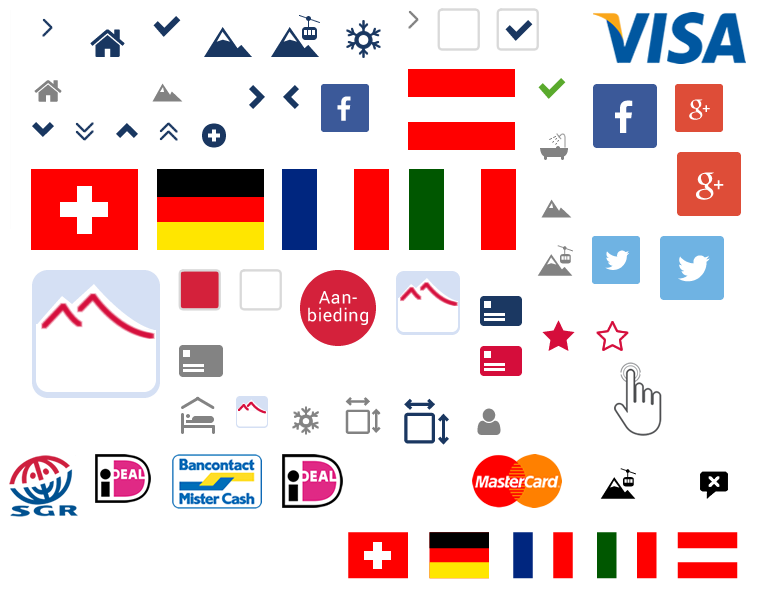 VISA
f
f
g+
g+
Aan-
bieding
SGR
iDEAL
Bancontact
Mister Cash
iDEAL
MasterCard